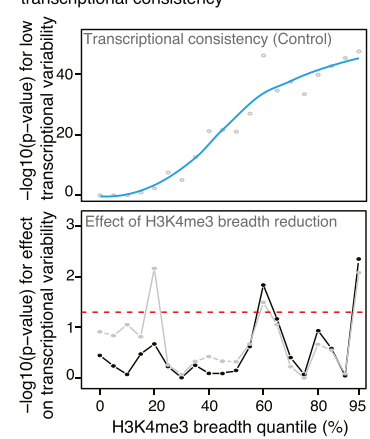 transcriptional consistency
−log10(p−value) for low
transcriptional variability
Transcriptional consistency (Control)
40
20
0
−log10(p−value) for effect
on transcriptional variability
Effect of H3K4me3 breadth reduction
3
2
1
0
0 20 40 60 80 95
H3K4me3 breadth quantile (%)